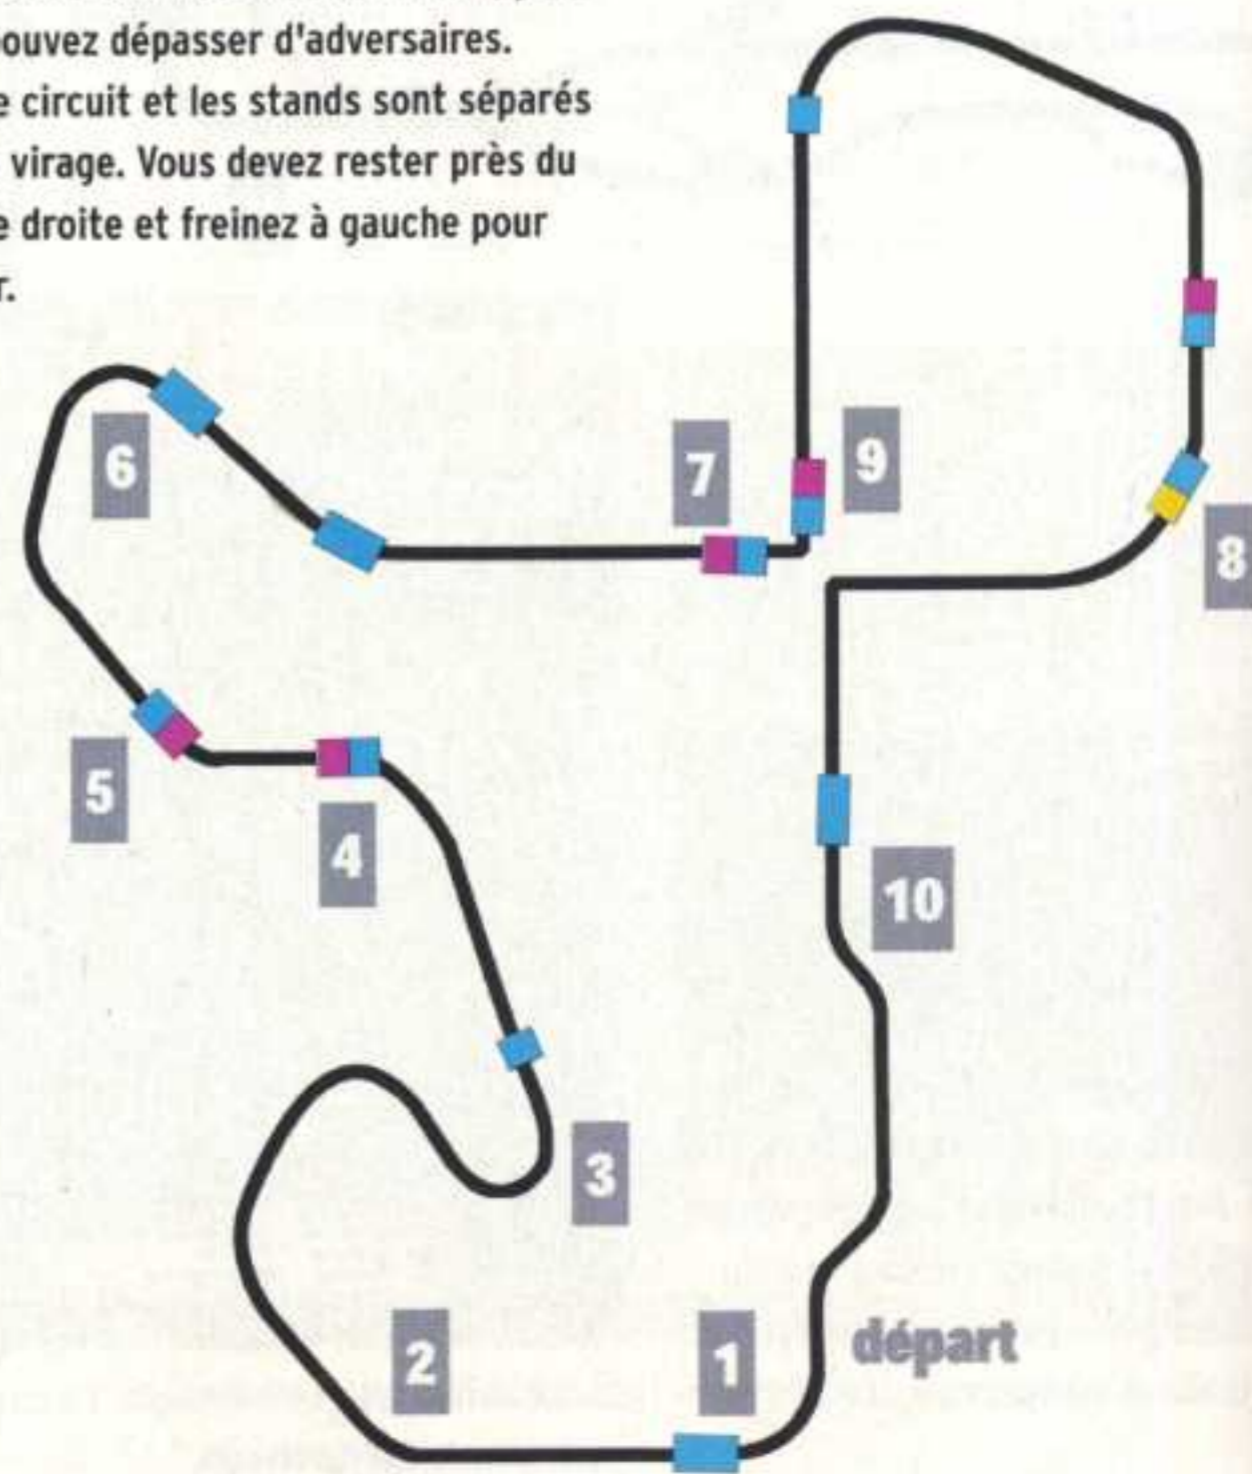 ouvez dépasser d'adversaires.
e circuit et les stands sont séparés
virage. Vous devez rester près du
e droite et freinez à gauche pour
r.
6
7
9
8
5
4
10
3
2
1
départ